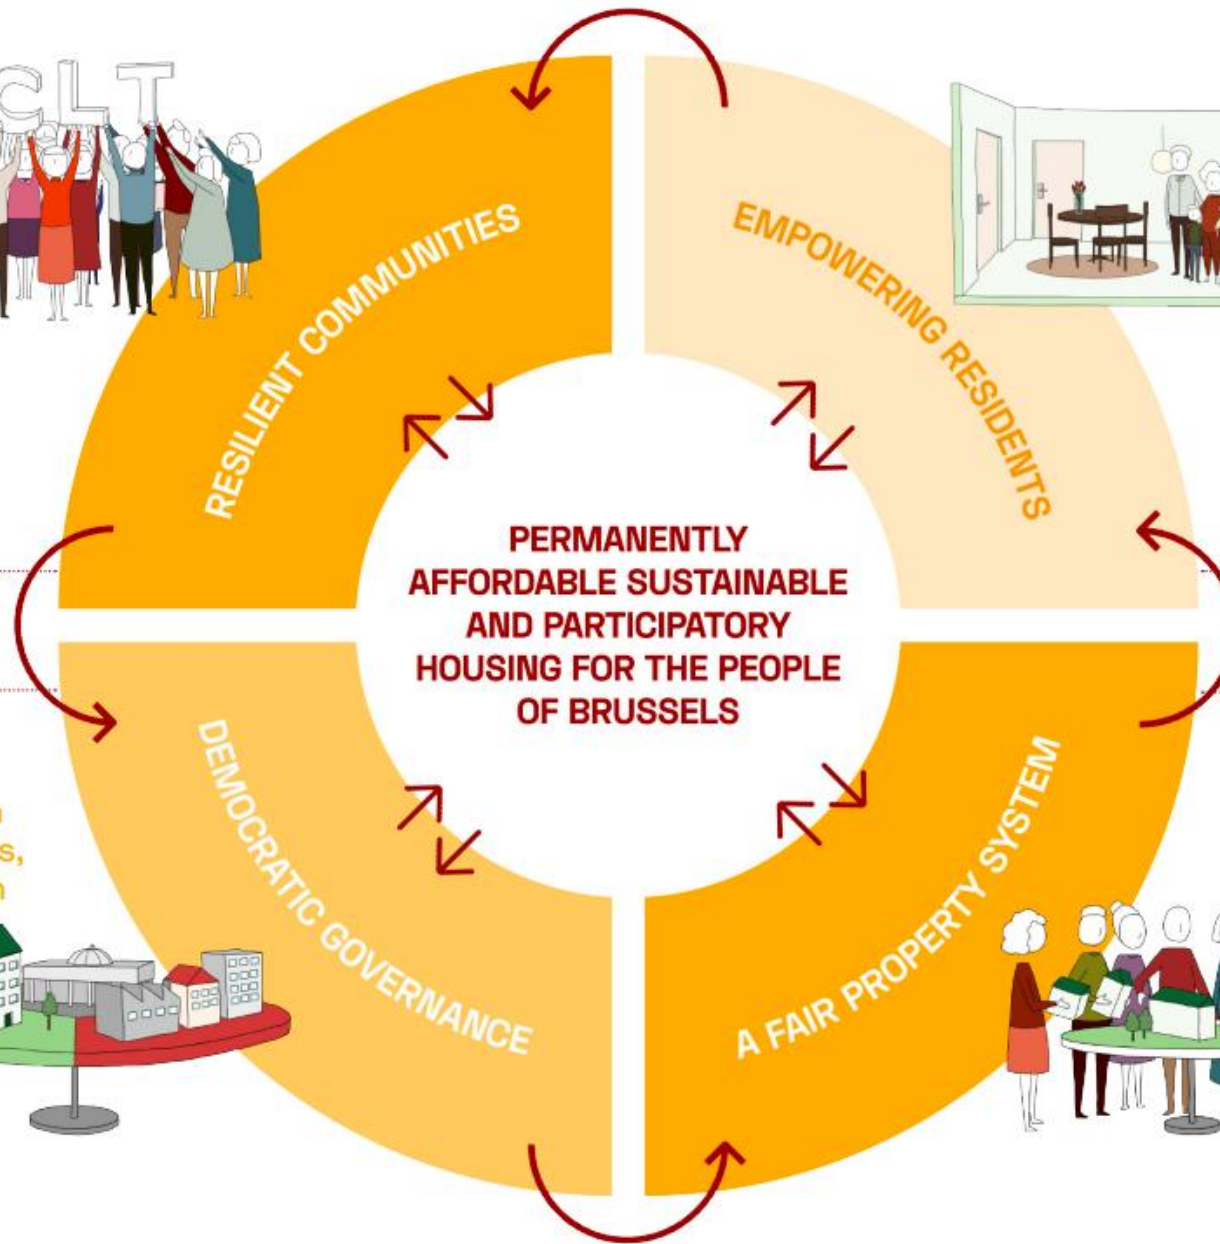 CLT
RESILIENT COMMUNITIES
EMPOWERING RESIDENTS
PERMANENTLY
AFFORDABLE SUSTAINABLE
AND PARTICIPATORY
HOUSING FOR THE PEOPLE
OF BRUSSELS
DEMOCRATIC GOVERNANCE
A FAIR PROPERTY SYSTEM